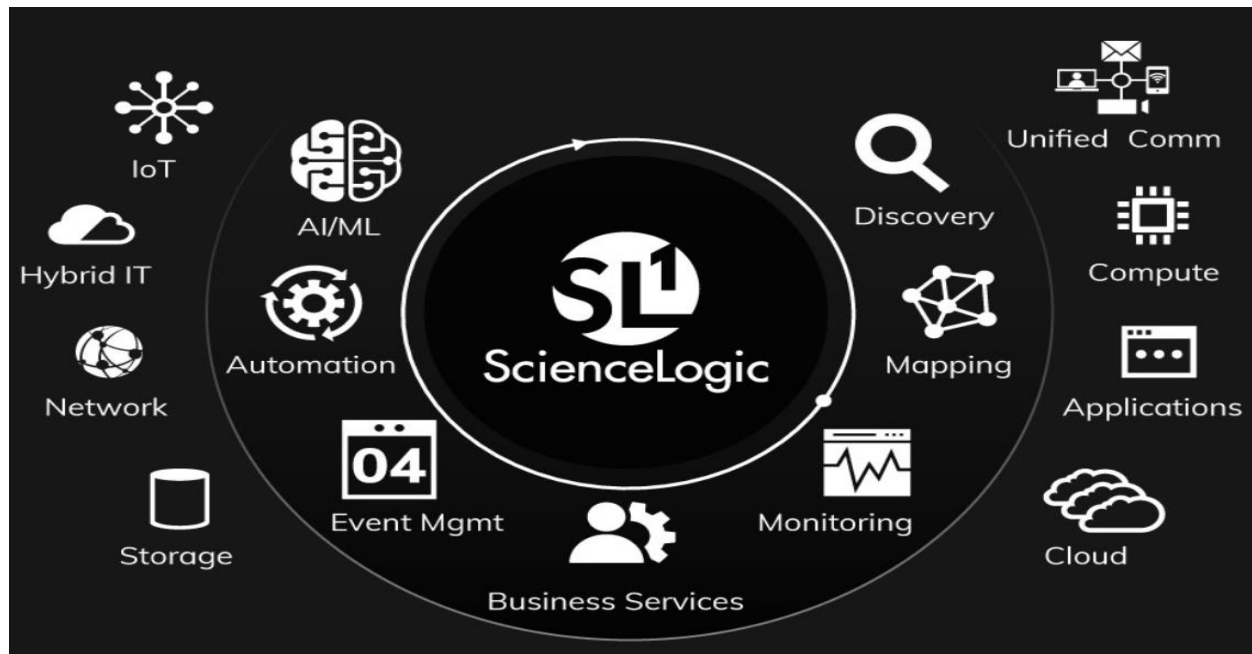 IoT
Hybrid IT
Network
Storage
AI/ML
Automation
04
Event Mgmt
SL1
ScienceLogic
Business Services
Discovery
Mapping
Monitoring
Unified Comm
Compute
Applications
Cloud